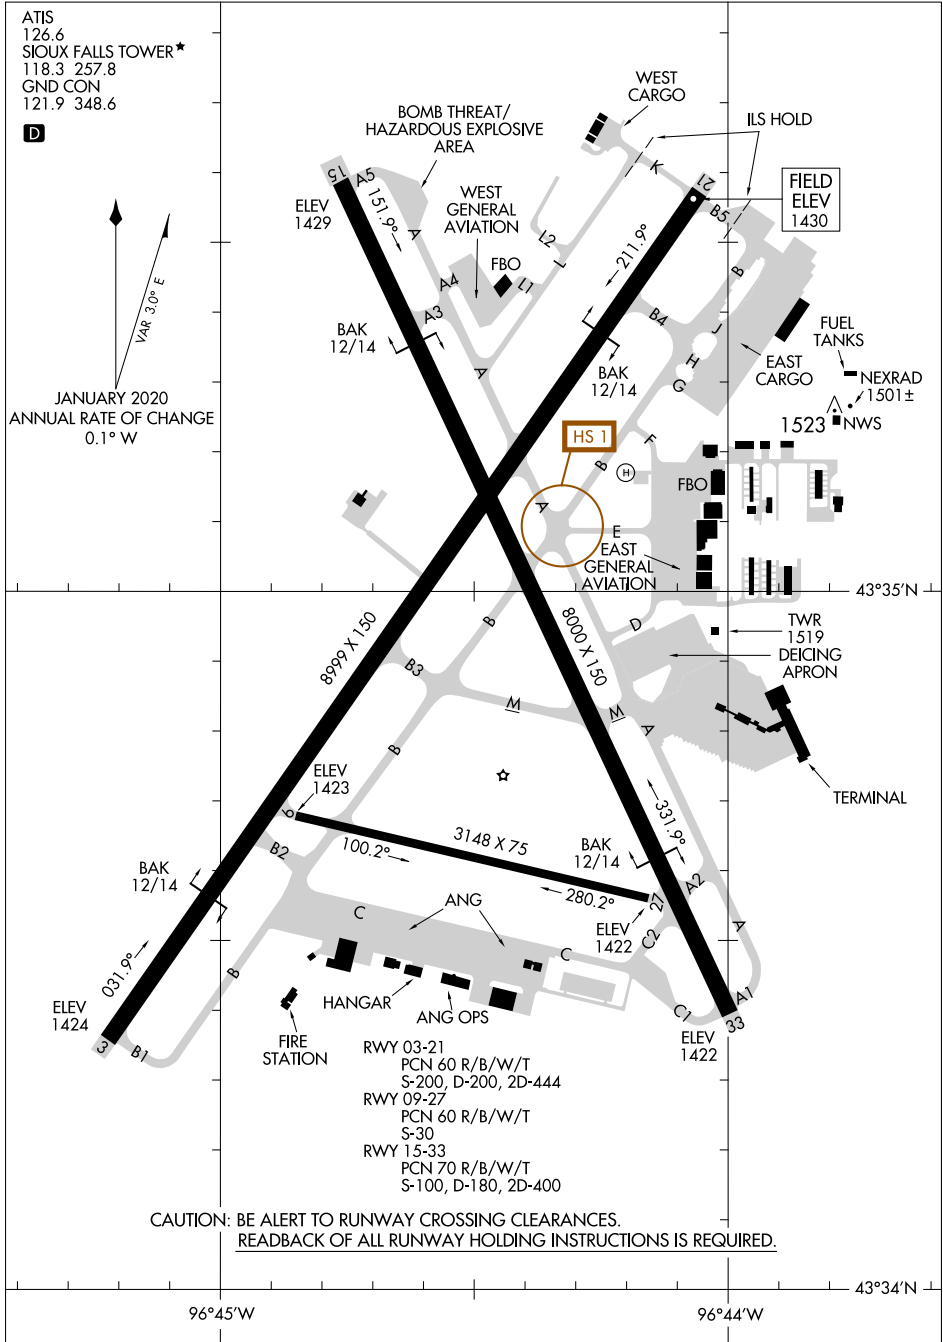 ATIS
126.6
SIOUX FALLS TOWER★
118.3 257.8
GND CON
121.9 348.6
D
VAR 3.0° E
JANUARY 2020
ANNUAL RATE OF CHANGE
0.1° W
BOMB THREAT/
HAZARDOUS EXPLOSIVE
AREA
WEST
CARGO
ILS HOLD
K
21
FIELD
ELEV
1430
B5
15
A5
ELEV
1429
151.9°
A
WEST
GENERAL
AVIATION
L2
L
FBO
L1
A4
A3
211.9°
B
B4
J
H
G
BAK
12/14
BAK
12/14
A
EAST
CARGO
FUEL
TANKS
NEXRAD
1501±
1523
NWS
HS 1
F
B
H
FBO
A
E
EAST
GENERAL
AVIATION
43°35'N
8999 X 150
8000 X 150
B
D
TWR
1519
DEICING
APRON
B3
M
M
A
B
TERMINAL
ELEV
1423
9
100.2°
3148 X 75
280.2°
27
ELEV
1422
BAK
12/14
331.9°
B2
BAK
12/14
A2
A
C
ANG
C
C2
B
031.9°
ELEV
1424
3
B1
FIRE
STATION
HANGAR
ANG OPS
C1
A1
33
ELEV
1422
RWY 03-21
PCN 60 R/B/W/T
S-200, D-200, 2D-444
RWY 09-27
PCN 60 R/B/W/T
S-30
RWY 15-33
PCN 70 R/B/W/T
S-100, D-180, 2D-400
CAUTION: BE ALERT TO RUNWAY CROSSING CLEARANCES.
READBACK OF ALL RUNWAY HOLDING INSTRUCTIONS IS REQUIRED.
43°34'N
96°45'W
96°44'W